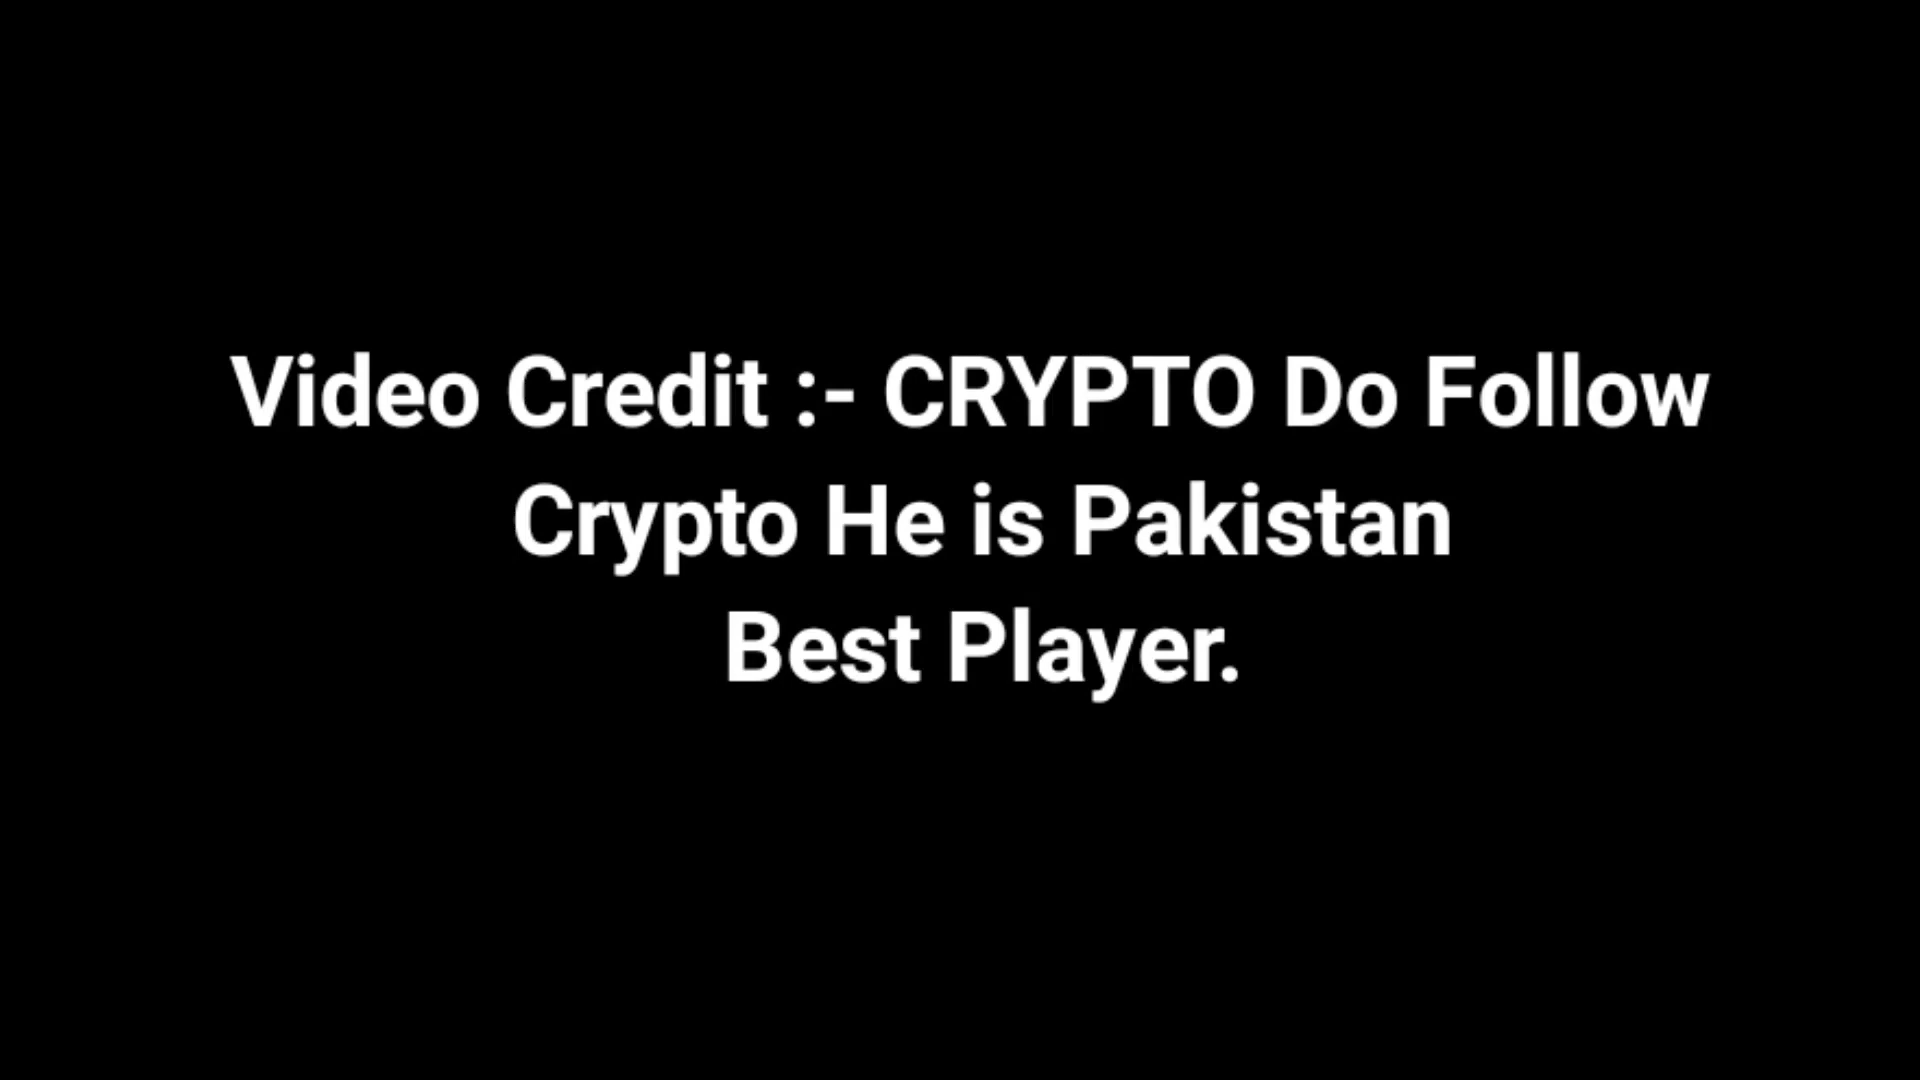 Video Credit :- CRYPTO Do Follow
Crypto He is Pakistan
Best Player.